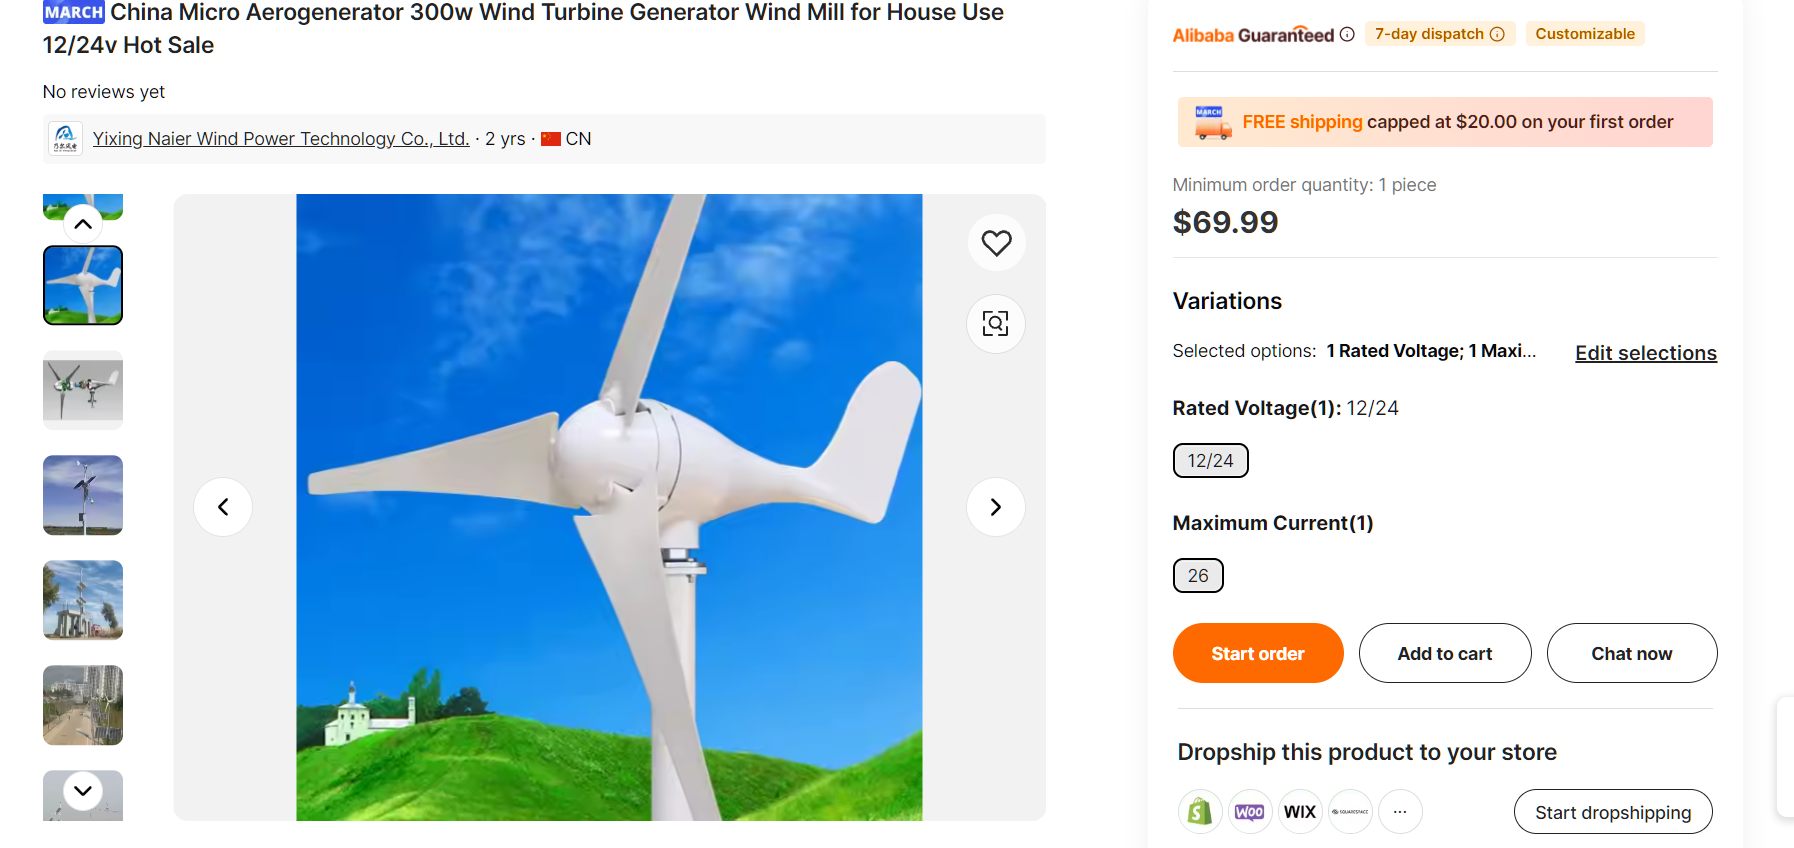 MARCH China Micro Aerogenerator 300w Wind Turbine Generator Wind Mill for House Use
12/24v Hot Sale
No reviews yet
Yixing Naier Wind Power Technology Co., Ltd. · 2 yrs · CN
Alibaba Guaranteed 7-day dispatch Customizable
MARCH
FREE shipping capped at $20.00 on your first order
Minimum order quantity: 1 piece
$69.99
Variations
Selected options: 1 Rated Voltage; 1 Maxi... Edit selections
Rated Voltage(1): 12/24
12/24
Maximum Current(1)
26
Start order Add to cart Chat now
Dropship this product to your store
WOO WIX SQUARESPACE ... Start dropshipping